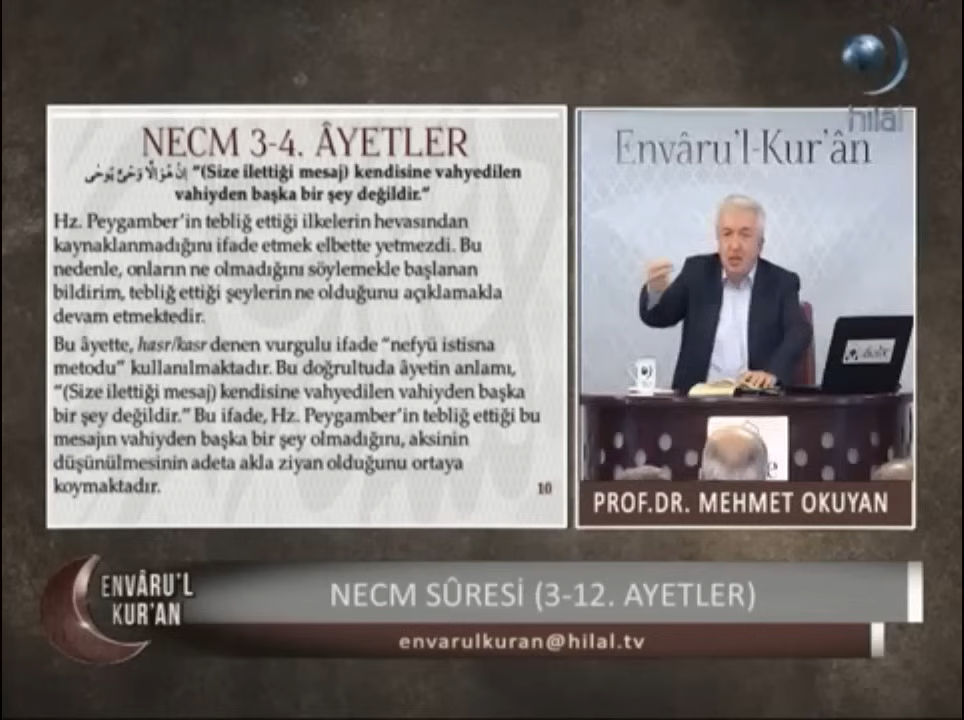 hilal
NECM 3-4. ÂYETLER
إِنْ هُوَ إِلَّا وَحْيٌ يُوحَى "(Size ilettiği mesaj) kendisine vahyedilen
vahiyden başka bir şey değildir."
Hz. Peygamber'in tebliğ ettiği ilkelerin hevasından
kaynaklanmadığını ifade etmek elbette yetmezdi. Bu
nedenle, onların ne olmadığını söylemekle başlanan
bildirim, tebliğ ettiği şeylerin ne olduğunu açıklamakla
devam etmektedir.
Bu âyette, hasr/kasr denen vurgulu ifade "nefyü istisna
metodu" kullanılmaktadır. Bu doğrultuda âyetin anlamı,
"(Size ilettiği mesaj) kendisine vahyedilen vahiyden başka
bir şey değildir." Bu ifade, Hz. Peygamber'in tebliğ ettiği bu
mesajın vahiyden başka bir şey olmadığını, aksinin
düşünülmesinin adeta akla ziyan olduğunu ortaya
koymaktadır.
10
Envâru'l-Kur'ân
PROF.DR. MEHMET OKUYAN
ENVÂRU'L
KUR'AN
NECM SÛRESİ (3-12. AYETLER)
envarulkuran@hilal.tv